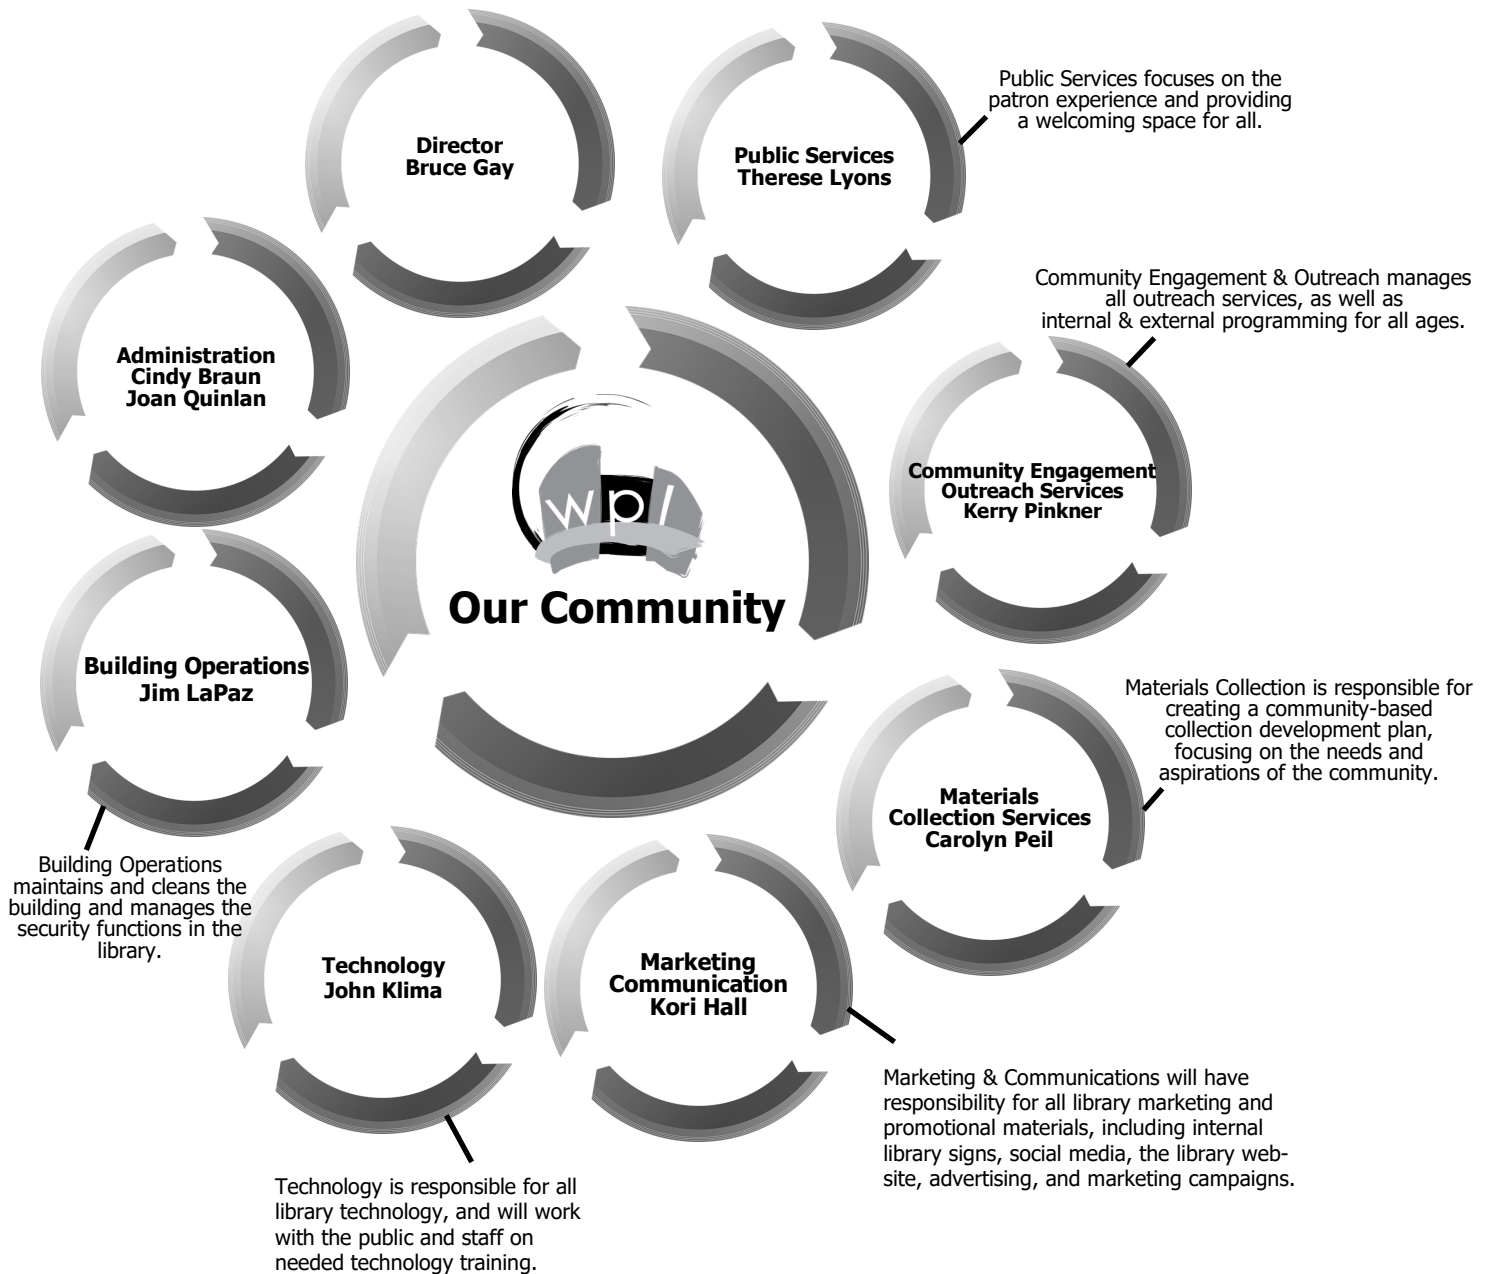 Director
Bruce Gay
Public Services
Therese Lyons
Public Services focuses on the
patron experience and providing
a welcoming space for all.
Administration
Cindy Braun
Joan Quinlan
Community Engagement & Outreach manages
all outreach services, as well as
internal & external programming for all ages.
Community Engagement
Outreach Services
Kerry Pinkner
wpl
Our Community
Building Operations
Jim LaPaz
Materials Collection is responsible for
creating a community-based
collection development plan,
focusing on the needs and
aspirations of the community.
Materials
Collection Services
Carolyn Peil
Building Operations
maintains and cleans the
building and manages the
security functions in the
library.
Technology
John Klima
Marketing
Communication
Kori Hall
Marketing & Communications will have
responsibility for all library marketing and
promotional materials, including internal
library signs, social media, the library web-
site, advertising, and marketing campaigns.
Technology is responsible for all
library technology, and will work
with the public and staff on
needed technology training.